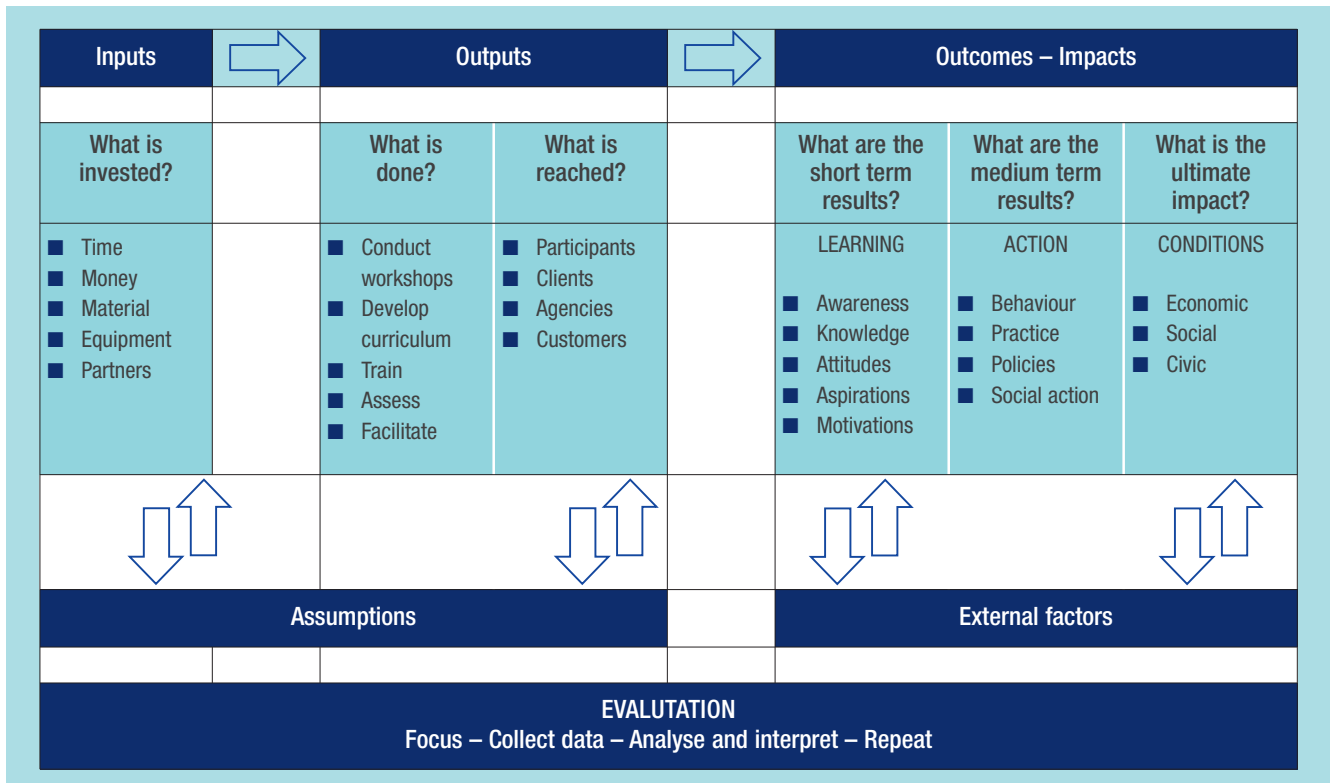 Inputs
Outputs
Outcomes – Impacts
What is
invested?
What is
done?
What is
reached?
What are the
short term
results?
What are the
medium term
results?
What is the
ultimate
impact?
■ Time
■ Money
■ Material
■ Equipment
■ Partners
■ Conduct
workshops
■ Develop
curriculum
■ Train
■ Assess
■ Facilitate
■ Participants
■ Clients
■ Agencies
■ Customers
LEARNING
■ Awareness
■ Knowledge
■ Attitudes
■ Aspirations
■ Motivations
ACTION
■ Behaviour
■ Practice
■ Policies
■ Social action
CONDITIONS
■ Economic
■ Social
■ Civic
Assumptions
External factors
EVALUTATION
Focus – Collect data – Analyse and interpret – Repeat